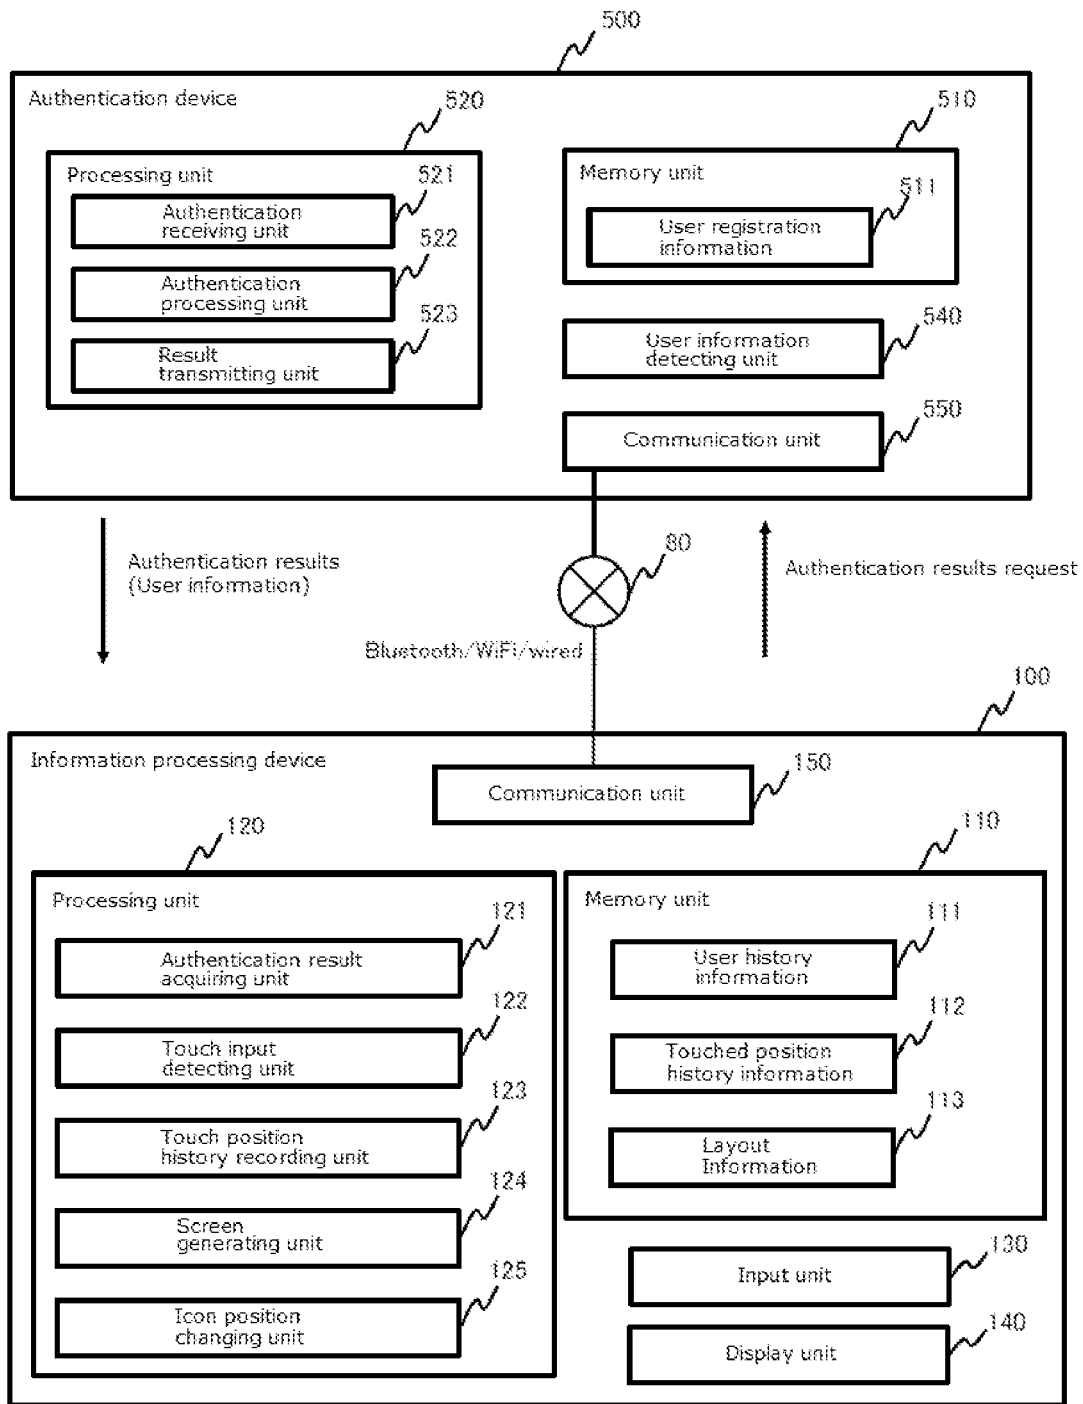 500
Authentication device
520
510
Processing unit
Memory unit
521
511
Authentication
receiving unit
User registration
information
522
Authentication
processing unit
523
540
User information
detecting unit
Result
transmitting unit
550
Communication unit
80
Authentication results
(User information)
Authentication results request
Bluetooth/WiFi/wired
100
Information processing device
150
Communication unit
120
110
Processing unit
Memory unit
121
111
Authentication result
acquiring unit
User history
information
122
112
Touch input
detecting unit
Touched position
history information
123
113
Touch position
history recording unit
Layout
Information
124
Screen
generating unit
130
Input unit
125
Icon position
changing unit
140
Display unit